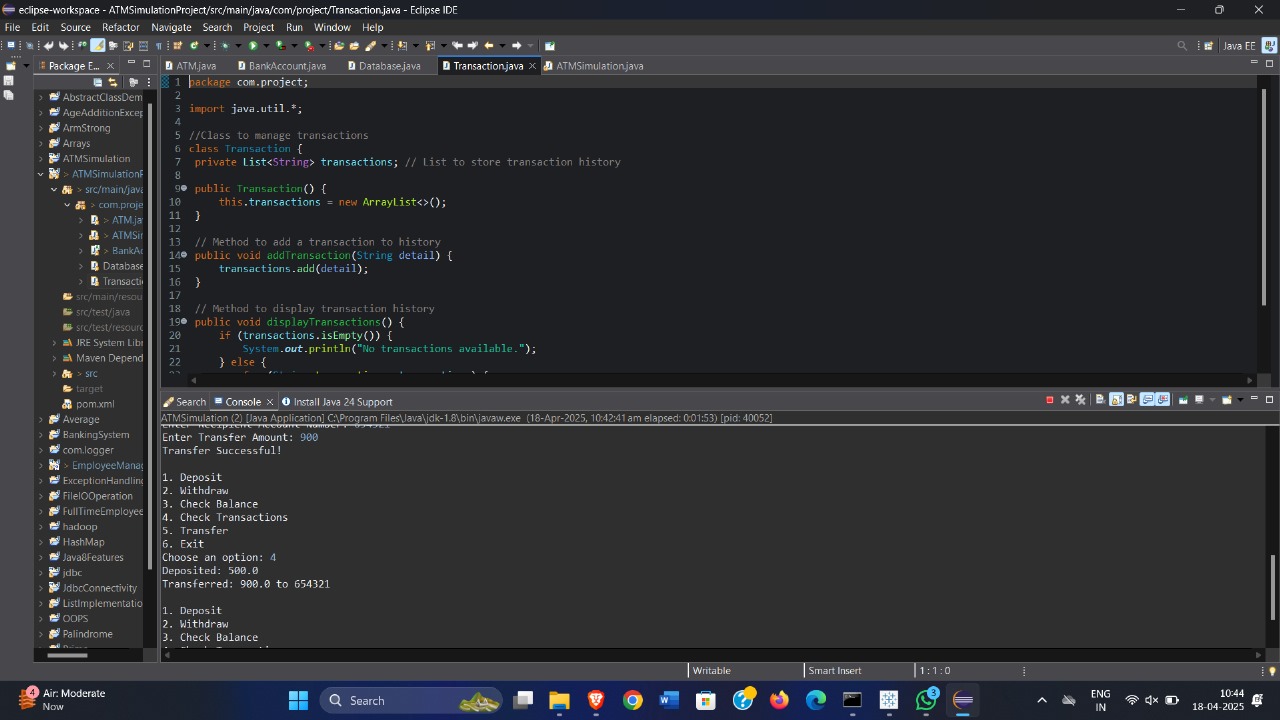 eclipse-workspace - ATMSimulationProject/src/main/java/com/project/Transaction.java - Eclipse IDE
File Edit Source Refactor Navigate Search Project Run Window Help
Java EE
Package E...
ATM.java BankAccount.java Database.java Transaction.java ATMSimulation.java
AbstractClassDem
AgeAdditionExcep
ArmStrong
Arrays
ATMSimulation
> ATMSimulationP
> src/main/java
> com.proje
> ATM.ja
> ATMSi
> BankAc
Database
Transacti
src/main/resou
src/test/java
src/test/resourc
JRE System Libr
Maven Depend
> src
target
pom.xml
Average
BankingSystem
com.logger
> EmployeeManag
ExceptionHandling
FileIOOperation
FullTimeEmployee
hadoop
HashMap
Java8Features
jdbc
JdbcConnectivity
ListImplementatio
OOPS
Palindrome
1 package com.project;
2
3 import java.util.*;
4
5 //Class to manage transactions
6 class Transaction {
7 private List<String> transactions; // List to store transaction history
8
9 public Transaction() {
10 this.transactions = new ArrayList<>();
11 }
12
13 // Method to add a transaction to history
14 public void addTransaction(String detail) {
15 transactions.add(detail);
16 }
17
18 // Method to display transaction history
19 public void displayTransactions() {
20 if (transactions.isEmpty()) {
21 System.out.println("No transactions available.");
22 } else {
Search Console Install Java 24 Support
ATMSimulation (2) [Java Application] C:\Program Files\Java\jdk-1.8\bin\javaw.exe (18-Apr-2025, 10:42:41 am elapsed: 0:01:53) [pid: 40052]
Enter Recipient Account Number: 654321
Enter Transfer Amount: 900
Transfer Successful!
1. Deposit
2. Withdraw
3. Check Balance
4. Check Transactions
5. Transfer
6. Exit
Choose an option: 4
Deposited: 500.0
Transferred: 900.0 to 654321
1. Deposit
2. Withdraw
3. Check Balance
Writable Smart Insert 1 : 1 : 0
4 Air: Moderate
Now
Search
3
ENG
IN
10:44
18-04-2025